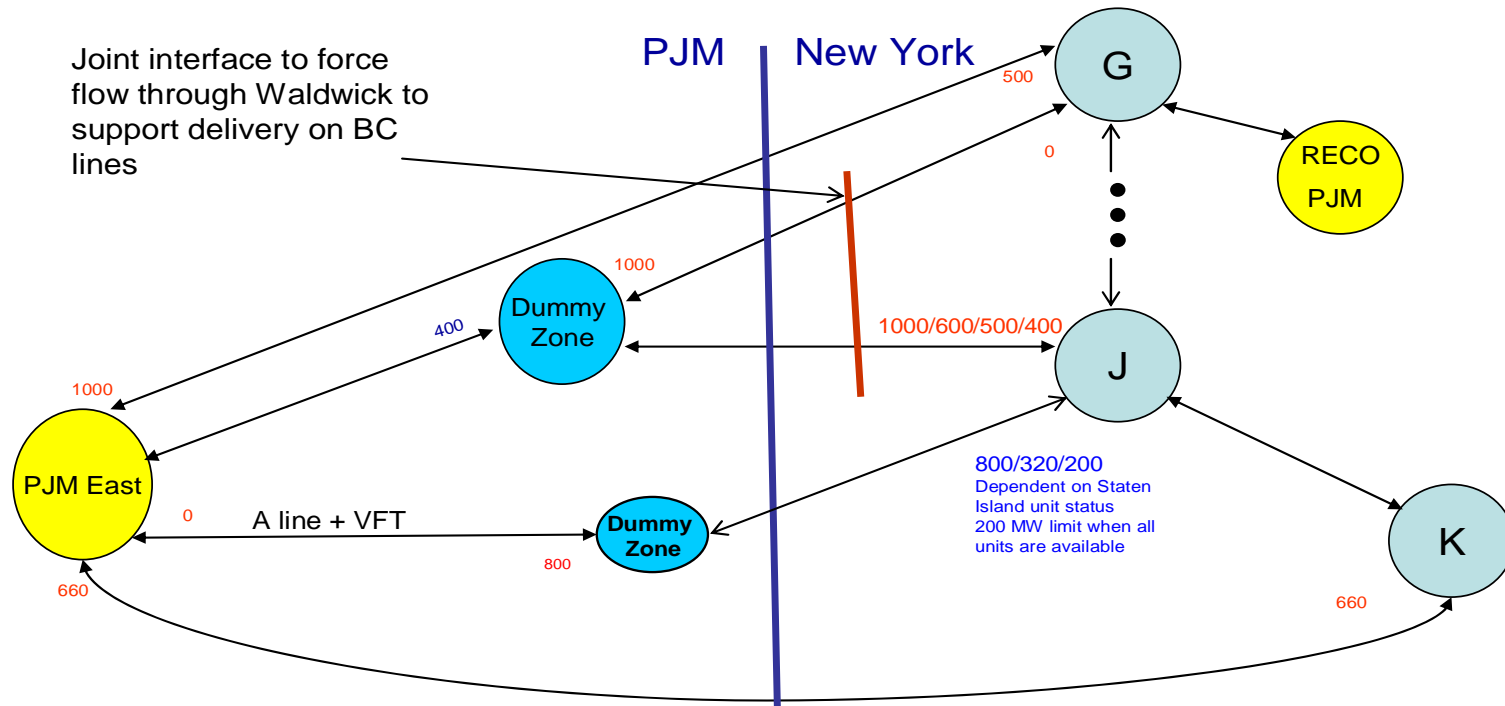 Joint interface to force
flow through Waldwick to
support delivery on BC
lines
PJM
New York
G
500
0
RECO
PJM
1000
Dummy
Zone
400
1000/600/500/400
J
1000
PJM East
0
A line + VFT
800
Dummy
Zone
800/320/200
Dependent on Staten
Island unit status
200 MW limit when all
units are available
K
660
660